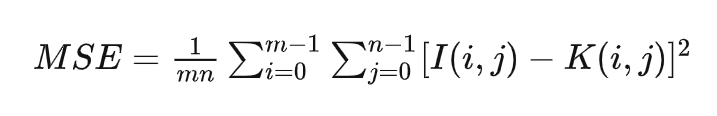 $MSE = \frac{1}{mn} \sum_{i=0}^{m-1} \sum_{j=0}^{n-1} [I(i,j) - K(i,j)]^2$